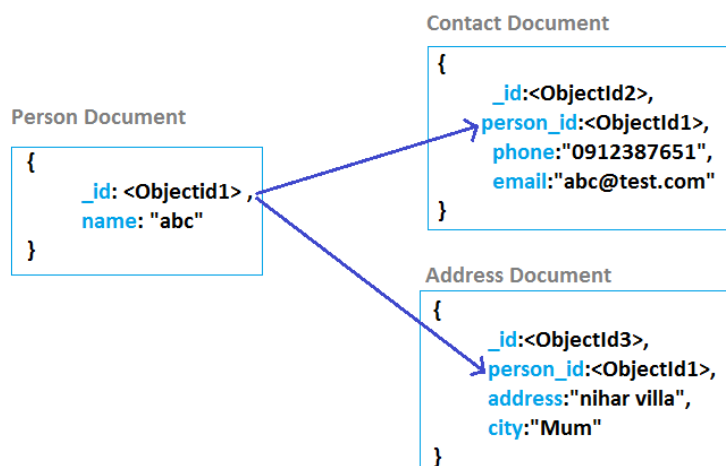 Person Document
{
_id: <Objectid1> ,
name: "abc"
}
Contact Document
{
_id:<ObjectId2>,
person_id:<ObjectId1>,
phone:"0912387651",
email:"abc@test.com"
}
Address Document
{
_id:<ObjectId3>,
person_id:<ObjectId1>,
address:"nihar villa",
city:"Mum"
}